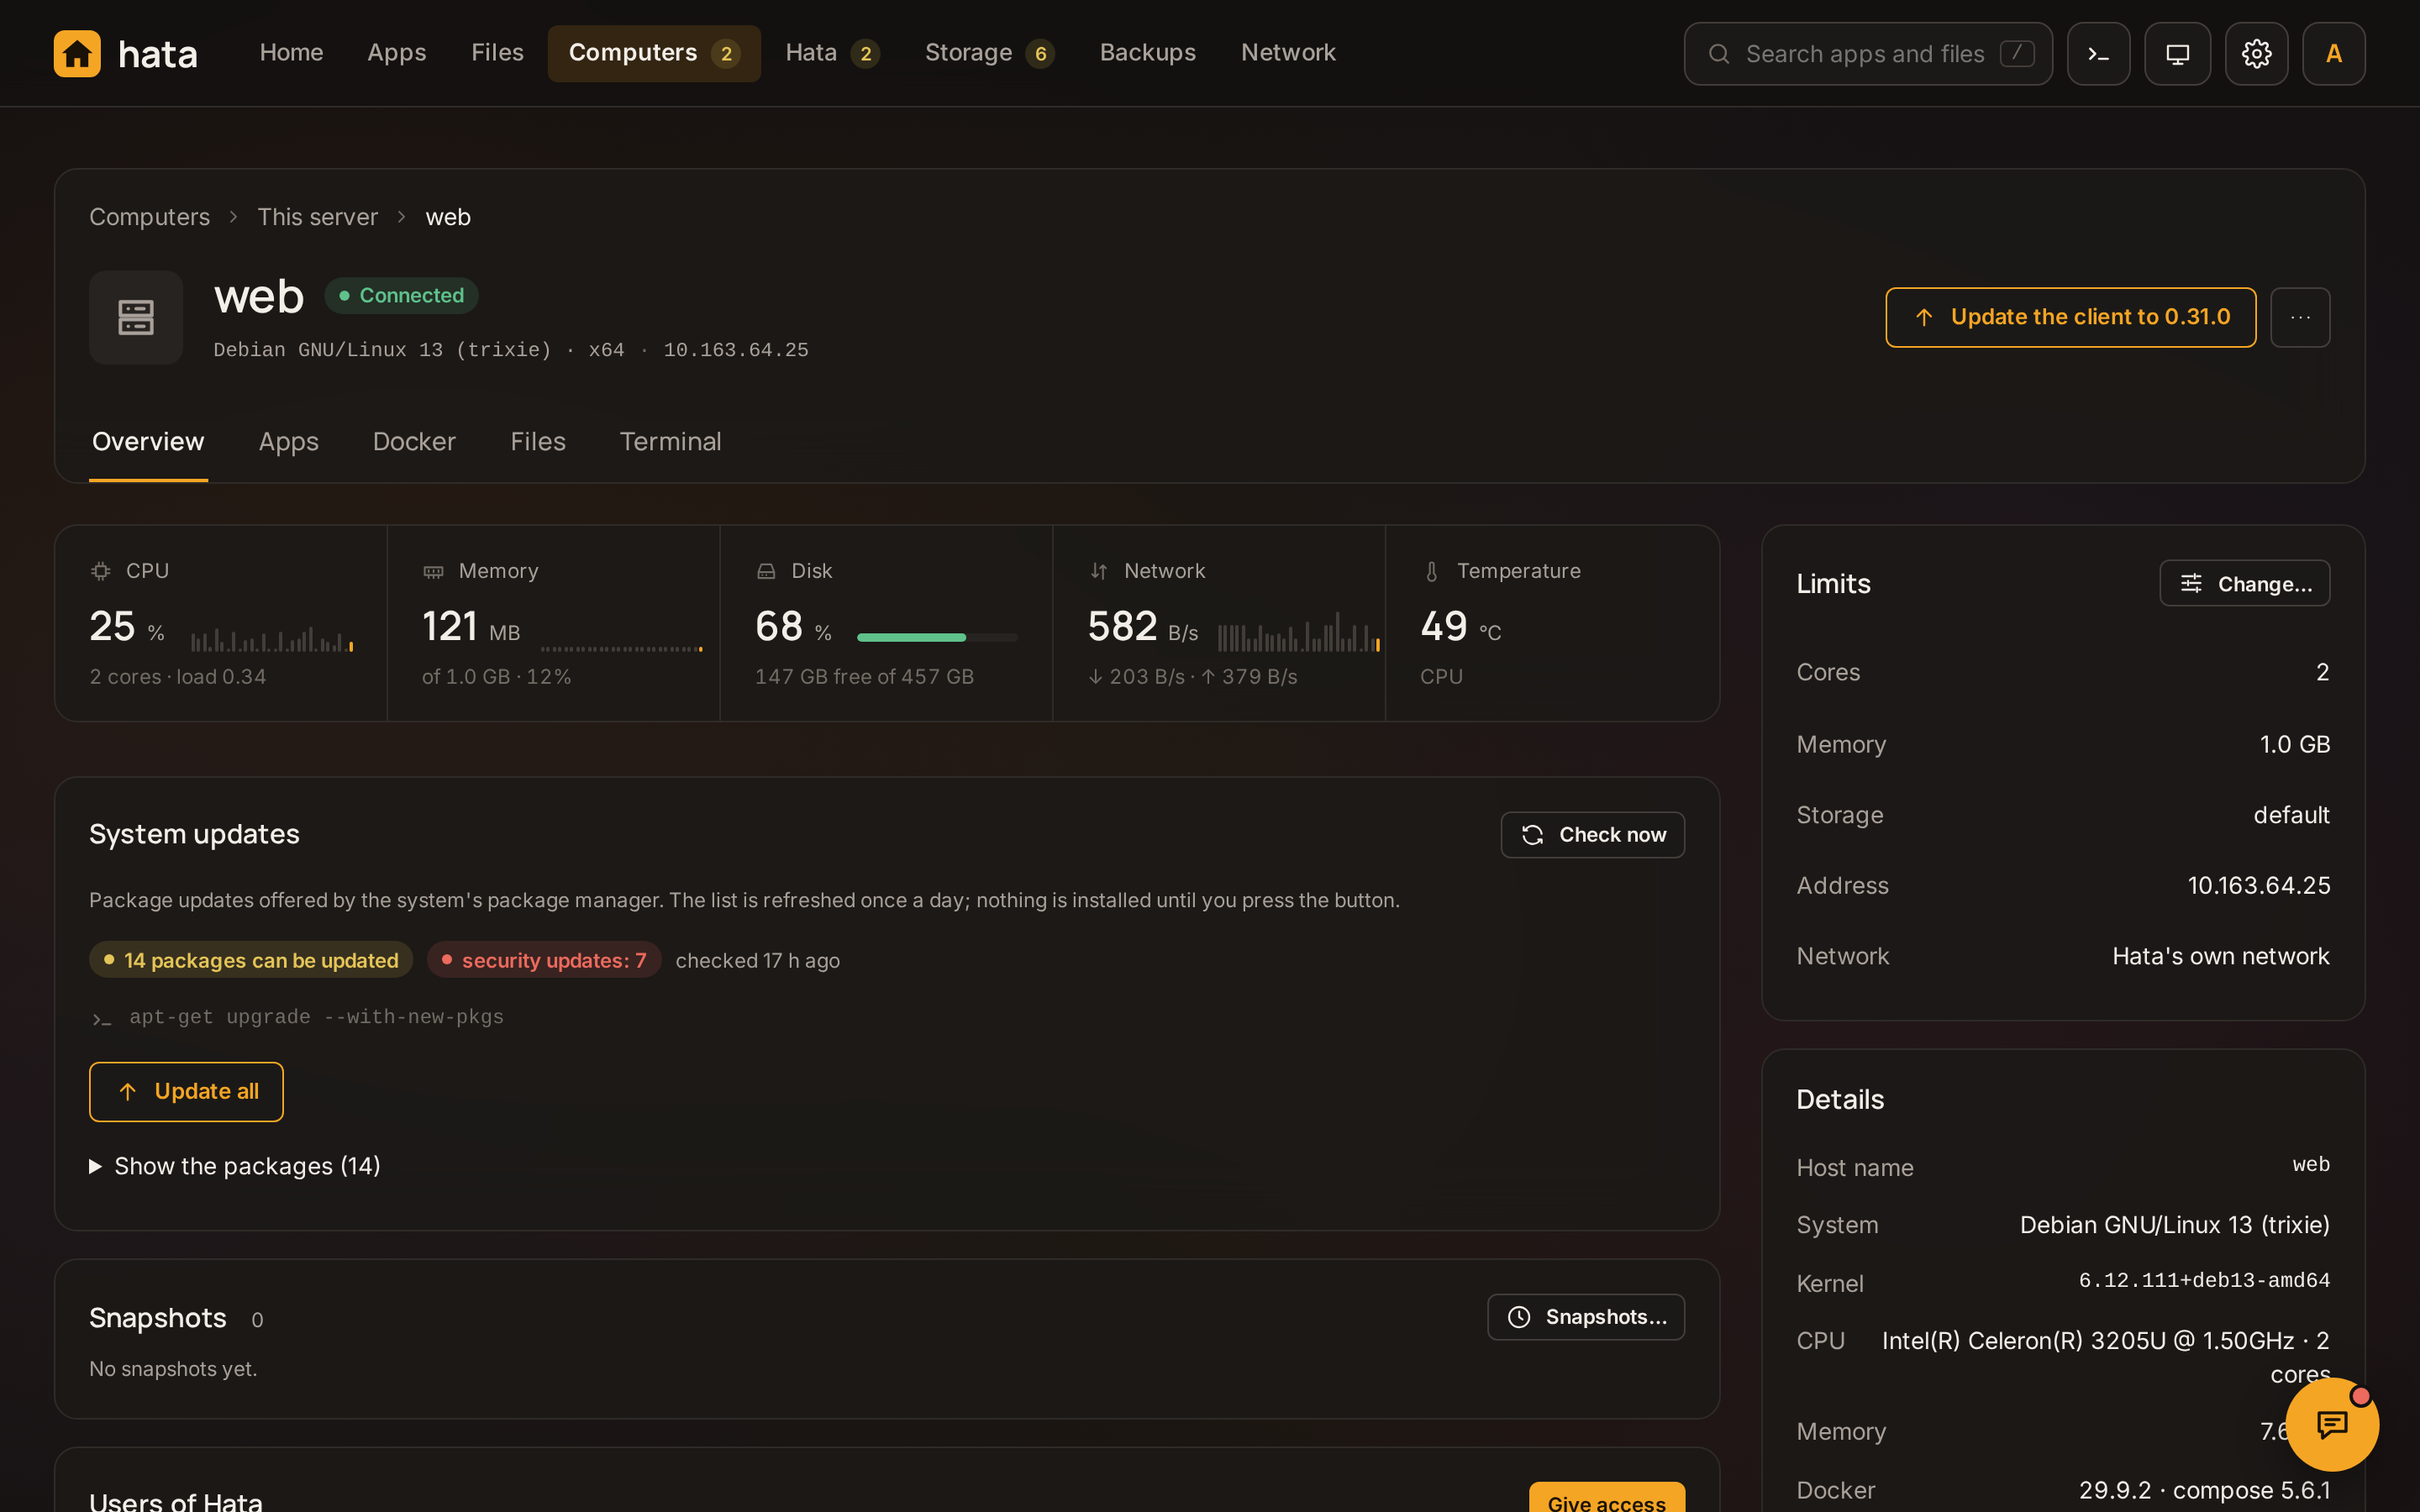 hata Home Apps Files Computers 2 Hata 2 Storage 6 Backups Network Search apps and files / A
Computers > This server > web
web Connected
Debian GNU/Linux 13 (trixie) · x64 · 10.163.64.25
Update the client to 0.31.0 ...
Overview Apps Docker Files Terminal
CPU
25 %
2 cores · load 0.34
Memory
121 MB
of 1.0 GB · 12%
Disk
68 %
147 GB free of 457 GB
Network
582 B/s
↓ 203 B/s · ↑ 379 B/s
Temperature
49 °C
CPU
System updates
Check now
Package updates offered by the system's package manager. The list is refreshed once a day; nothing is installed until you press the button.
14 packages can be updated security updates: 7 checked 17 h ago
apt-get upgrade --with-new-pkgs
Update all
Show the packages (14)
Snapshots 0
Snapshots...
No snapshots yet.
Users of Hata
Give access
Limits
Change...
Cores 2
Memory 1.0 GB
Storage default
Address 10.163.64.25
Network Hata's own network
Details
Host name web
System Debian GNU/Linux 13 (trixie)
Kernel 6.12.111+deb13-amd64
CPU Intel(R) Celeron(R) 3205U @ 1.50GHz · 2
cores
Memory
Docker 29.9.2 · compose 5.6.1